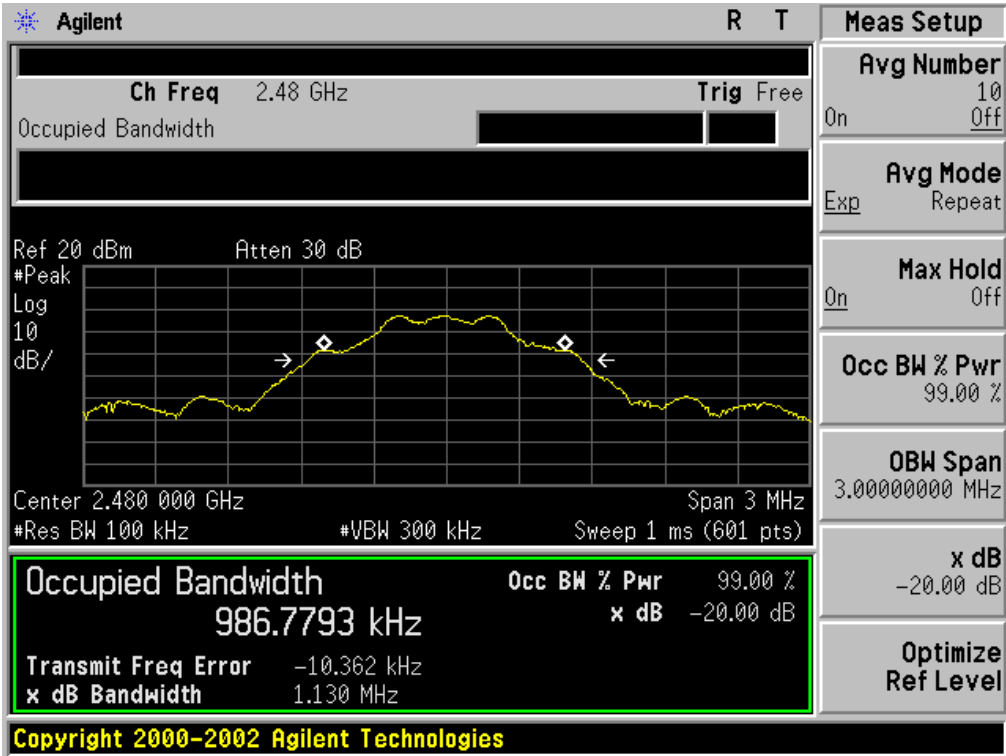 Agilent R T
Ch Freq 2.48 GHz Trig Free
Occupied Bandwidth
Ref 20 dBm Atten 30 dB
#Peak
Log
10
dB/
Center 2.480 000 GHz Span 3 MHz
#Res BW 100 kHz #VBW 300 kHz Sweep 1 ms (601 pts)
Occupied Bandwidth Occ BW % Pwr 99.00 %
986.7793 kHz x dB -20.00 dB
Transmit Freq Error -10.362 kHz
x dB Bandwidth 1.130 MHz
Copyright 2000-2002 Agilent Technologies
Meas Setup
Avg Number
10
On Off
Avg Mode
Exp Repeat
Max Hold
On Off
Occ BW % Pwr
99.00 %
OBW Span
3.00000000 MHz
x dB
-20.00 dB
Optimize
Ref Level